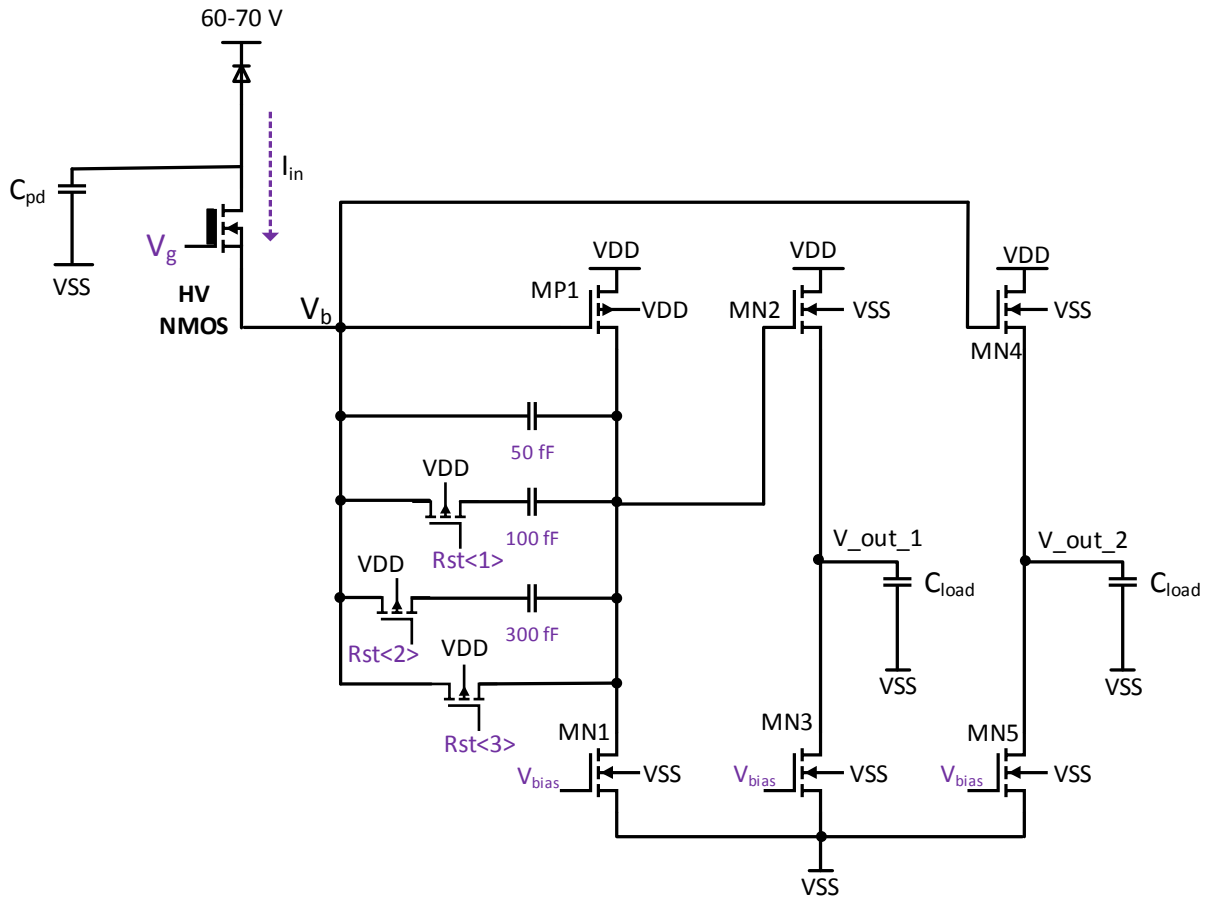 60-70 V
I_in
C_pd
V_g
VSS
HV
NMOS
V_b
VDD
MP1
VDD
VDD
MN2
VSS
VDD
VSS
MN4
50 fF
VDD
100 fF
Rst<1>
VDD
300 fF
Rst<2>
VDD
Rst<3>
V_out_1
C_load
VSS
V_out_2
C_load
VSS
MN1
V_bias
VSS
MN3
V_bias
VSS
MN5
V_bias
VSS
VSS